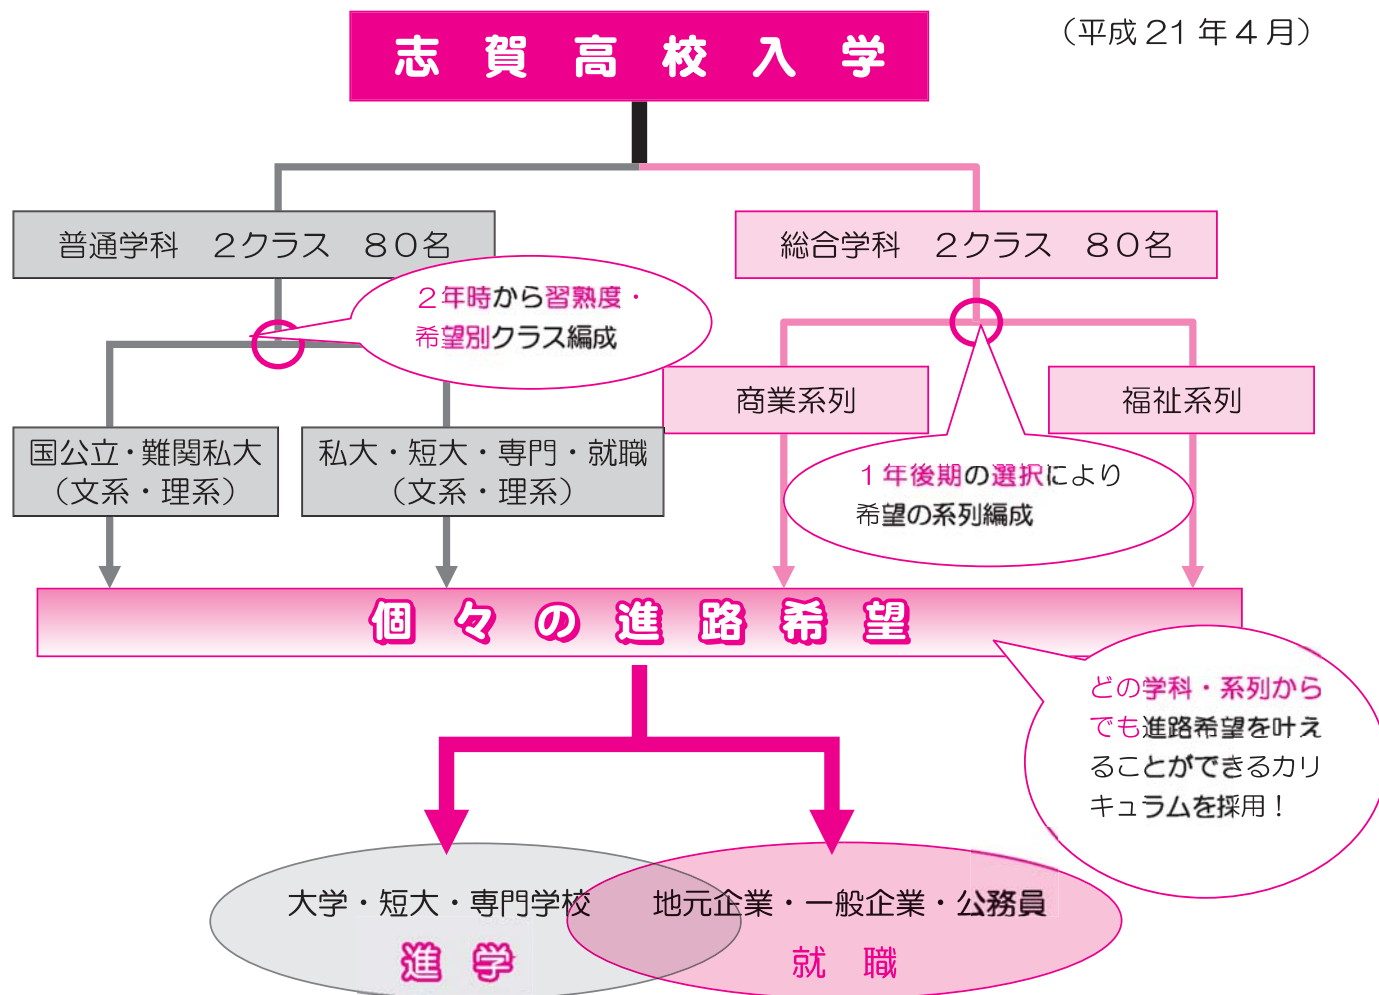 志賀高校入学
（平成21年4月）
普通学科　2クラス　80名
総合学科　2クラス　80名
２年時から習熟度・
希望別クラス編成
商業系列
福祉系列
国公立・難関私大
（文系・理系）
私大・短大・専門・就職
（文系・理系）
１年後期の選択により
希望の系列編成
個々の進路希望
どの学科・系列から
でも進路希望を叶え
ることができるカリ
キュラムを採用！
大学・短大・専門学校
進学
地元企業・一般企業・公務員
就職